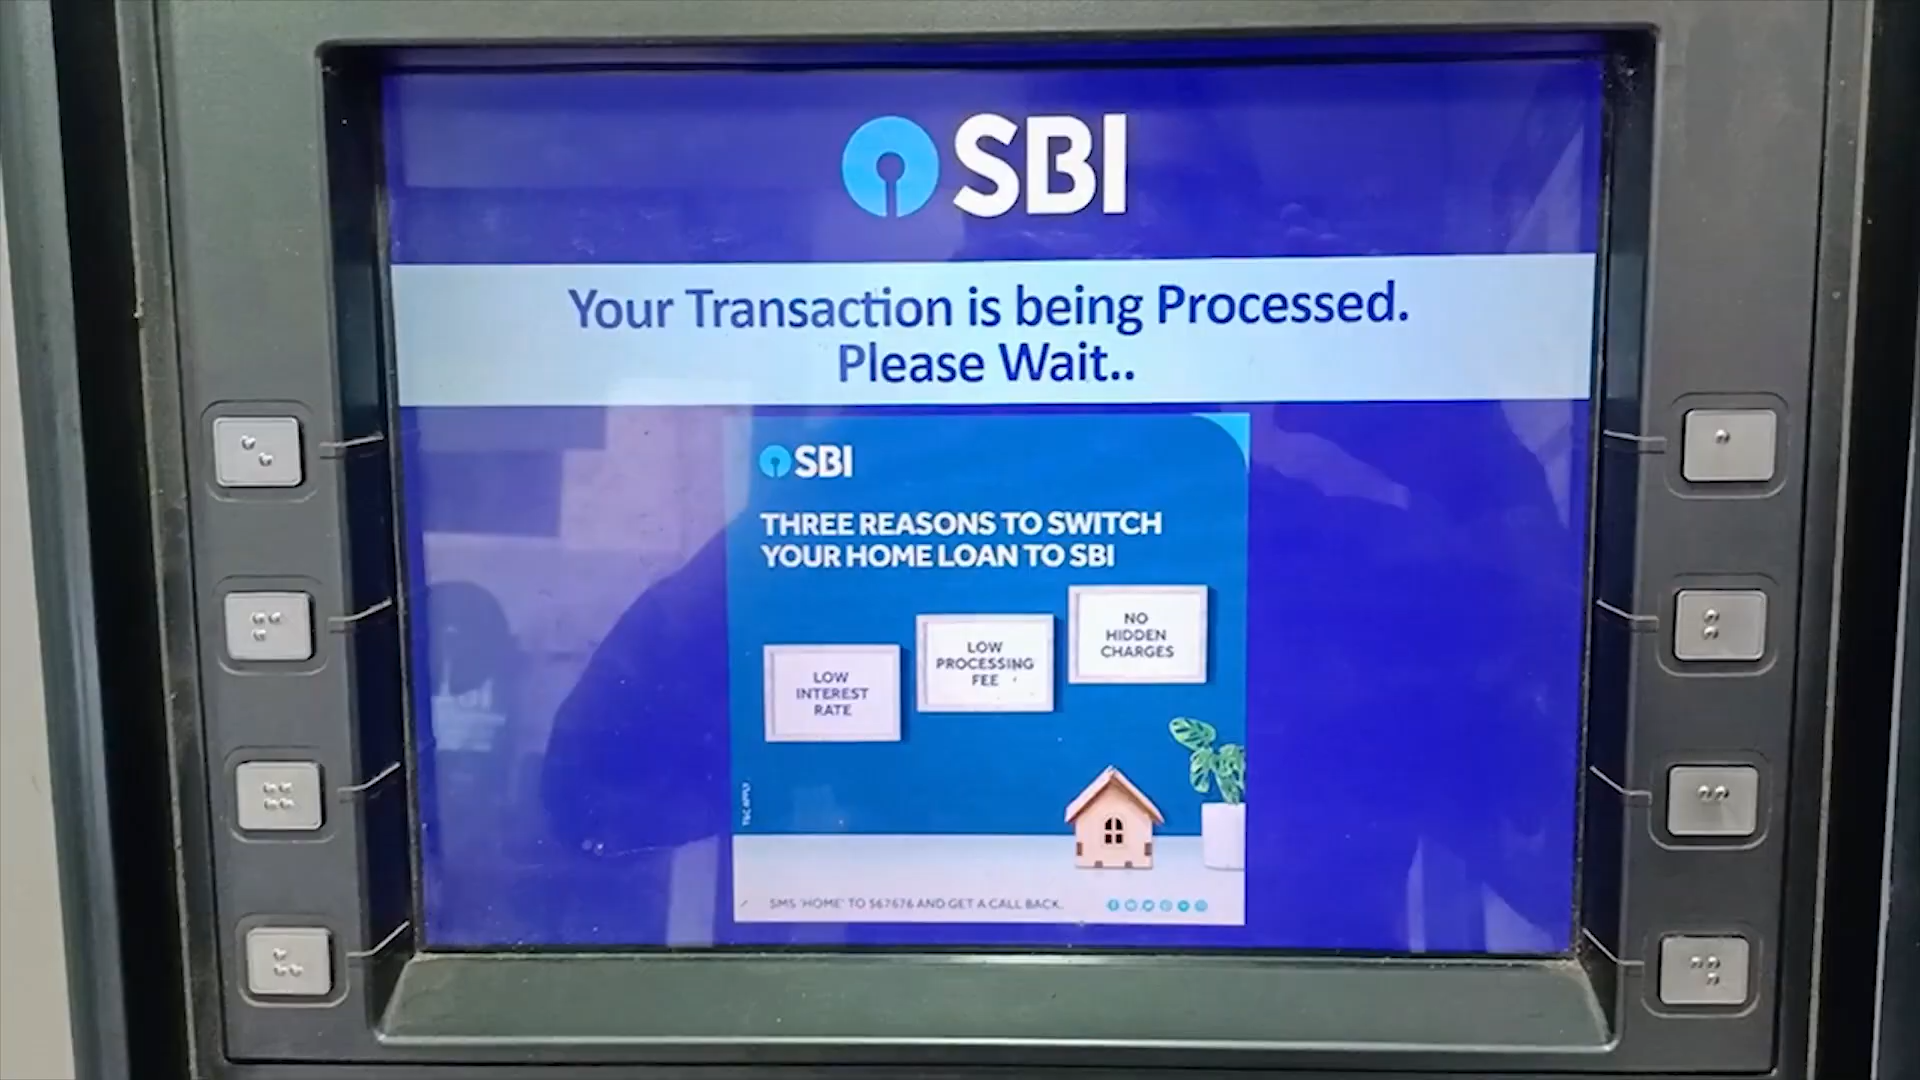 SBI
Your Transaction is being Processed.
Please Wait..
SBI
THREE REASONS TO SWITCH
YOUR HOME LOAN TO SBI
LOW
INTEREST
RATE
LOW
PROCESSING
FEE
NO
HIDDEN
CHARGES
T&C APPLY
SMS 'HOME' TO 567676 AND GET A CALL BACK.